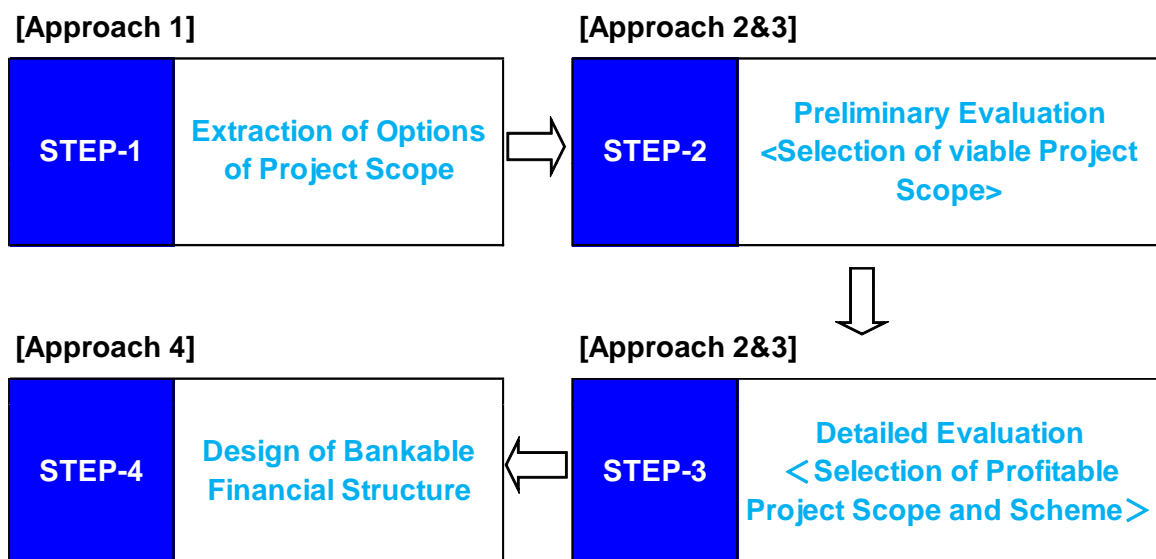 [Approach 1]
STEP-1
Extraction of Options
of Project Scope
[Approach 2&3]
STEP-2
Preliminary Evaluation
<Selection of viable Project
Scope>
[Approach 2&3]
STEP-3
Detailed Evaluation
＜Selection of Profitable
Project Scope and Scheme＞
[Approach 4]
STEP-4
Design of Bankable
Financial Structure